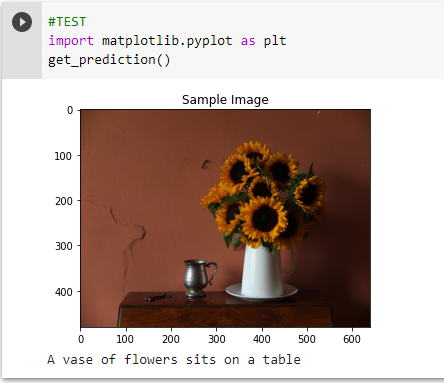 #TEST
import matplotlib.pyplot as plt
get_prediction()
Sample Image
0
100
200
300
400
0 100 200 300 400 500 600
A vase of flowers sits on a table